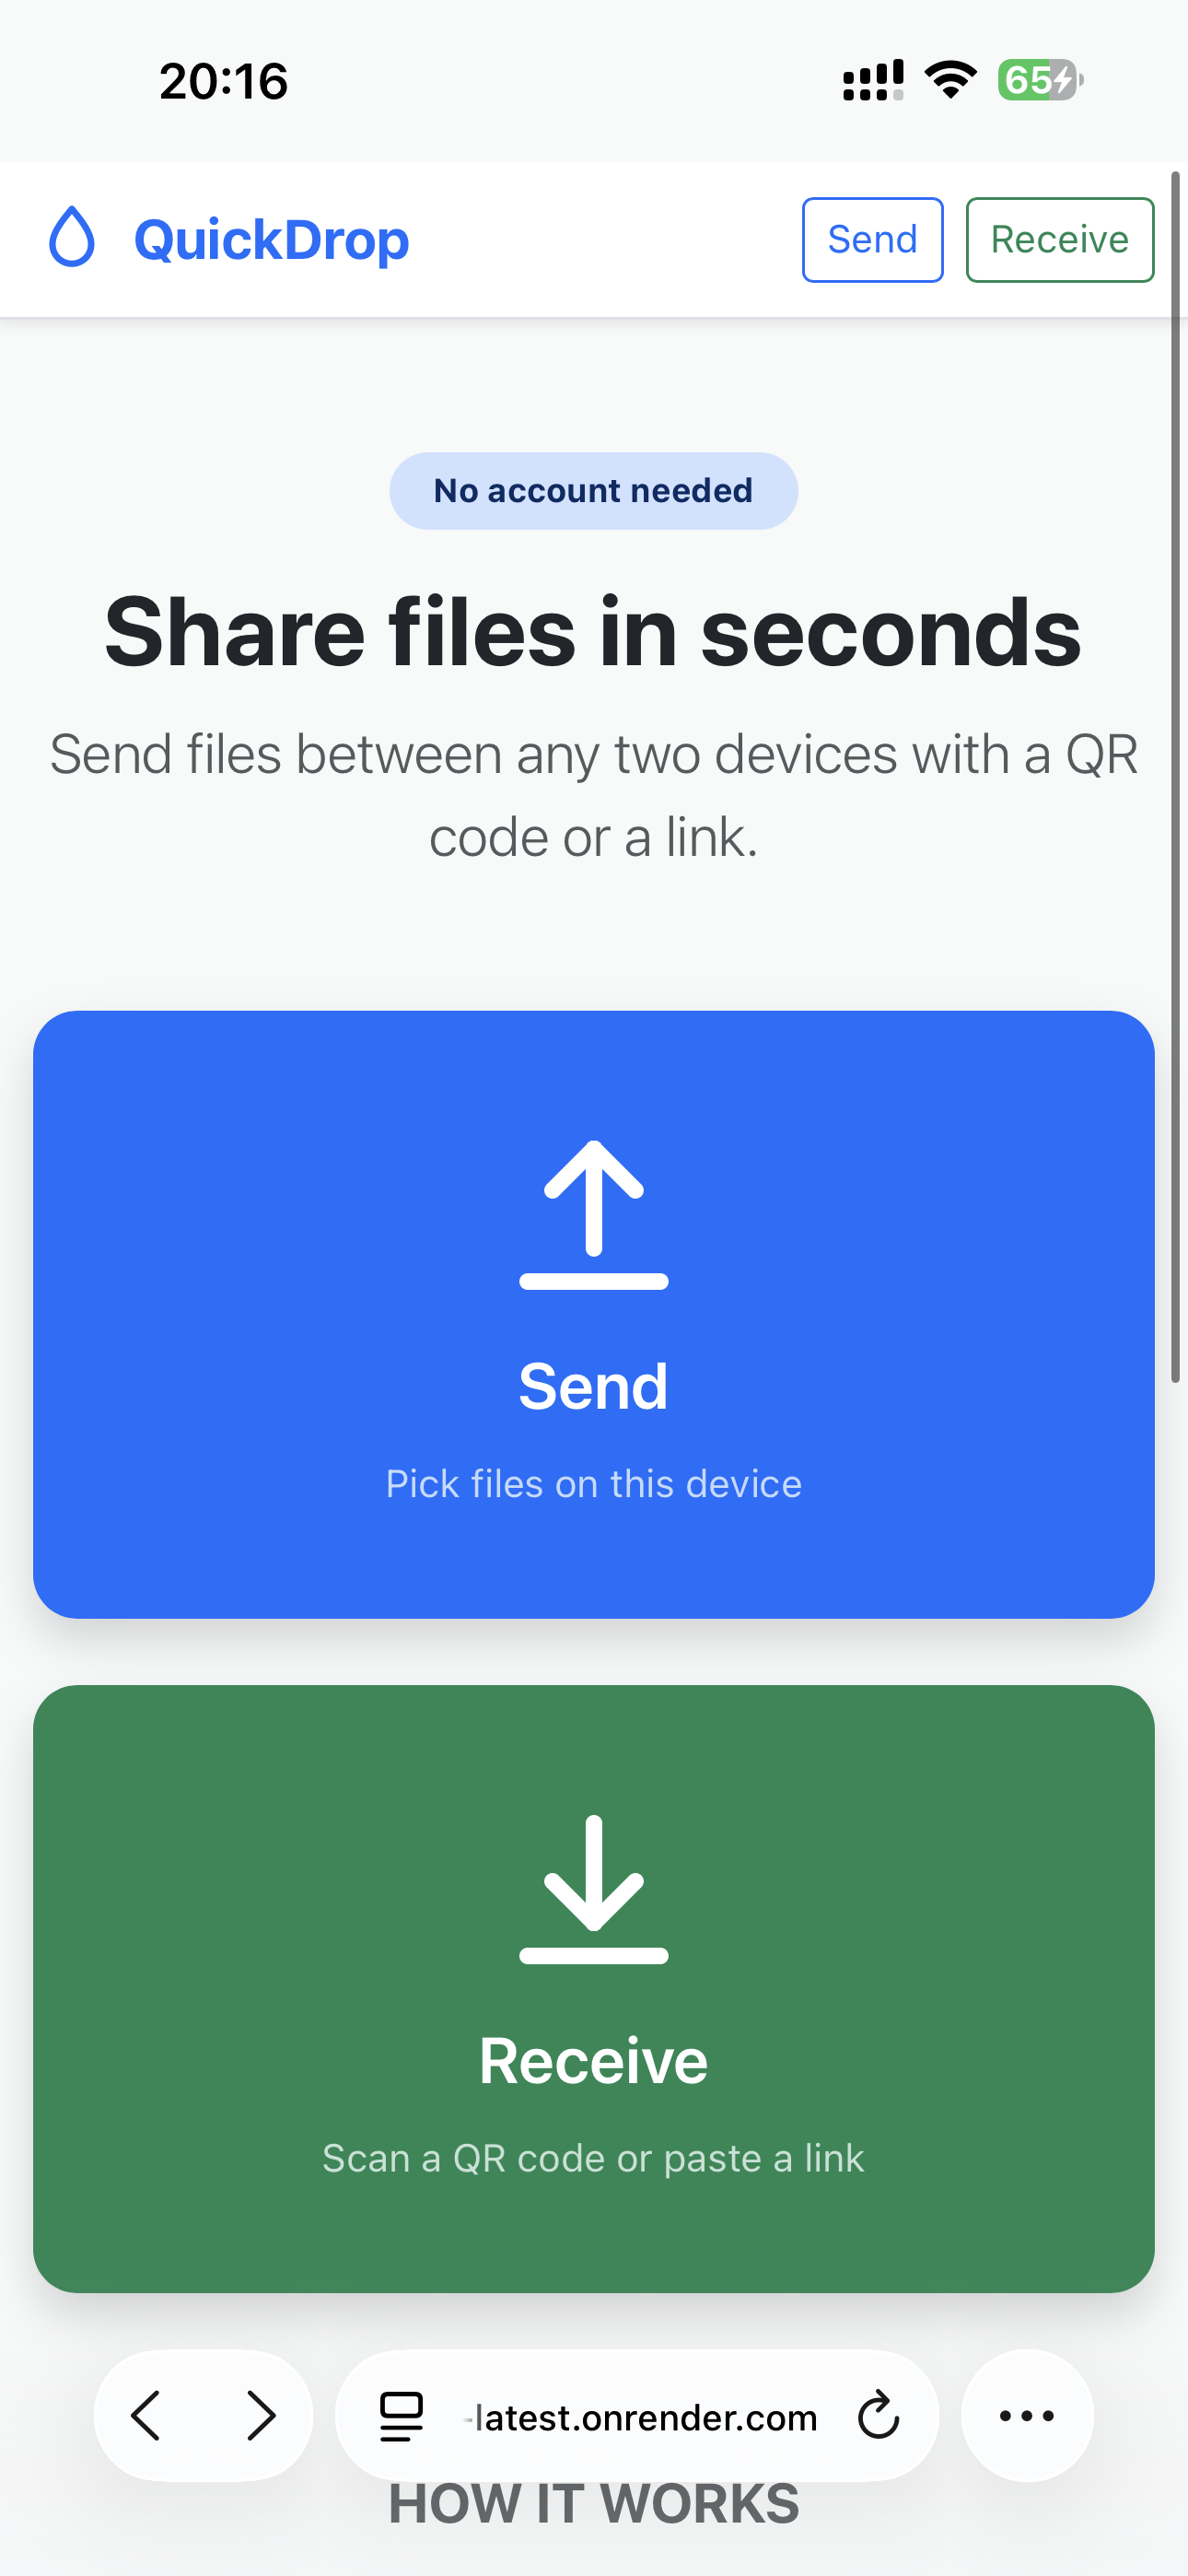 20:16
65
QuickDrop
Send
Receive
No account needed
Share files in seconds
Send files between any two devices with a QR
code or a link.
Send
Pick files on this device
Receive
Scan a QR code or paste a link
-latest.onrender.com
HOW IT WORKS